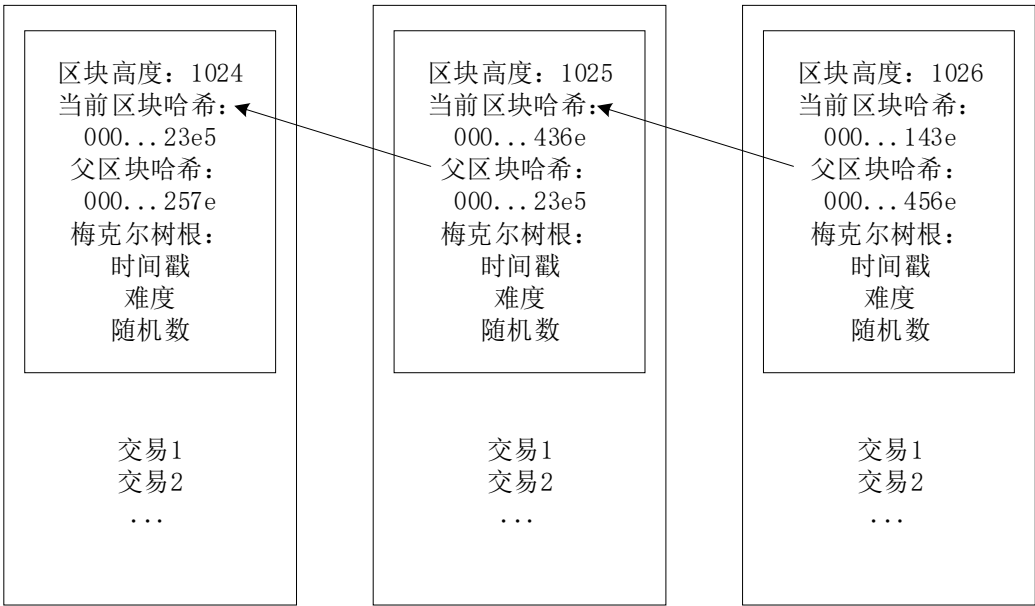 区块高度：1024
当前区块哈希：
000...23e5
父区块哈希：
000...257e
梅克尔树根：
时间戳
难度
随机数
交易1
交易2
...
区块高度：1025
当前区块哈希：
000...436e
父区块哈希：
000...23e5
梅克尔树根：
时间戳
难度
随机数
交易1
交易2
...
区块高度：1026
当前区块哈希：
000...143e
父区块哈希：
000...456e
梅克尔树根：
时间戳
难度
随机数
交易1
交易2
...